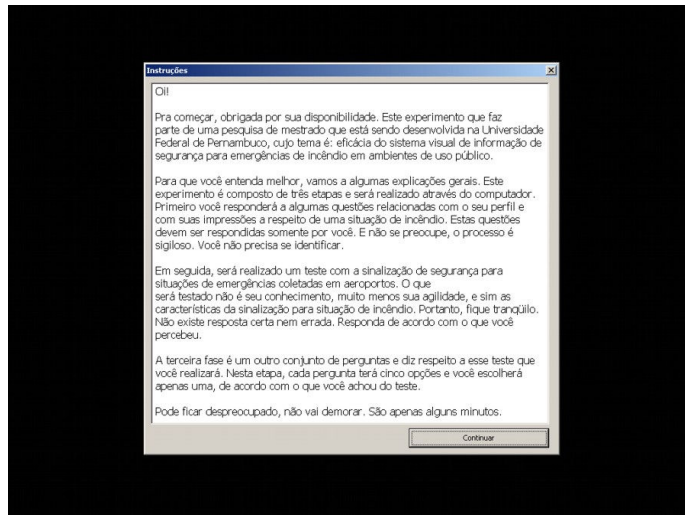 Instruções
Oi!
Pra começar, obrigada por sua disponibilidade. Este experimento que faz
parte de uma pesquisa de mestrado que está sendo desenvolvida na Universidade
Federal de Pernambuco, cujo tema é: eficácia do sistema visual de informação de
segurança para emergências de incêndio em ambientes de uso público.
Para que você entenda melhor, vamos a algumas explicações gerais. Este
experimento é composto de três etapas e será realizado através do computador.
Primeiro você responderá a algumas questões relacionadas com o seu perfil e
com suas impressões a respeito de uma situação de incêndio. Estas questões
devem ser respondidas somente por você. E não se preocupe, o processo é
sigiloso. Você não precisa se identificar.
Em seguida, será realizado um teste com a sinalização de segurança para
situações de emergências coletadas em aeroportos. O que
será testado não é seu conhecimento, muito menos sua agilidade, e sim as
características da sinalização para situação de incêndio. Portanto, fique tranqüilo.
Não existe resposta certa nem errada. Responda de acordo com o que você
percebeu.
A terceira fase é um outro conjunto de perguntas e diz respeito a esse teste que
você realizará. Nesta etapa, cada pergunta terá cinco opções e você escolherá
apenas uma, de acordo com o que você achou do teste.
Pode ficar despreocupado, não vai demorar. São apenas alguns minutos.
Continuar